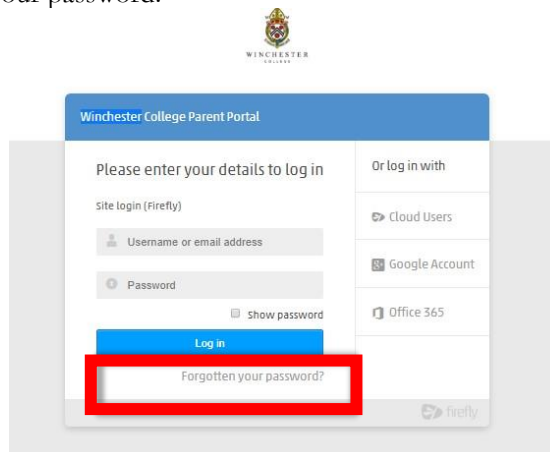 our password.
WINCHESTER
COLLEGE
Winchester College Parent Portal
Please enter your details to log in
Site login (Firefly)
Username or email address
Password
Show password
Log in
Forgotten your password?
Or log in with
Cloud Users
Google Account
Office 365
firefly